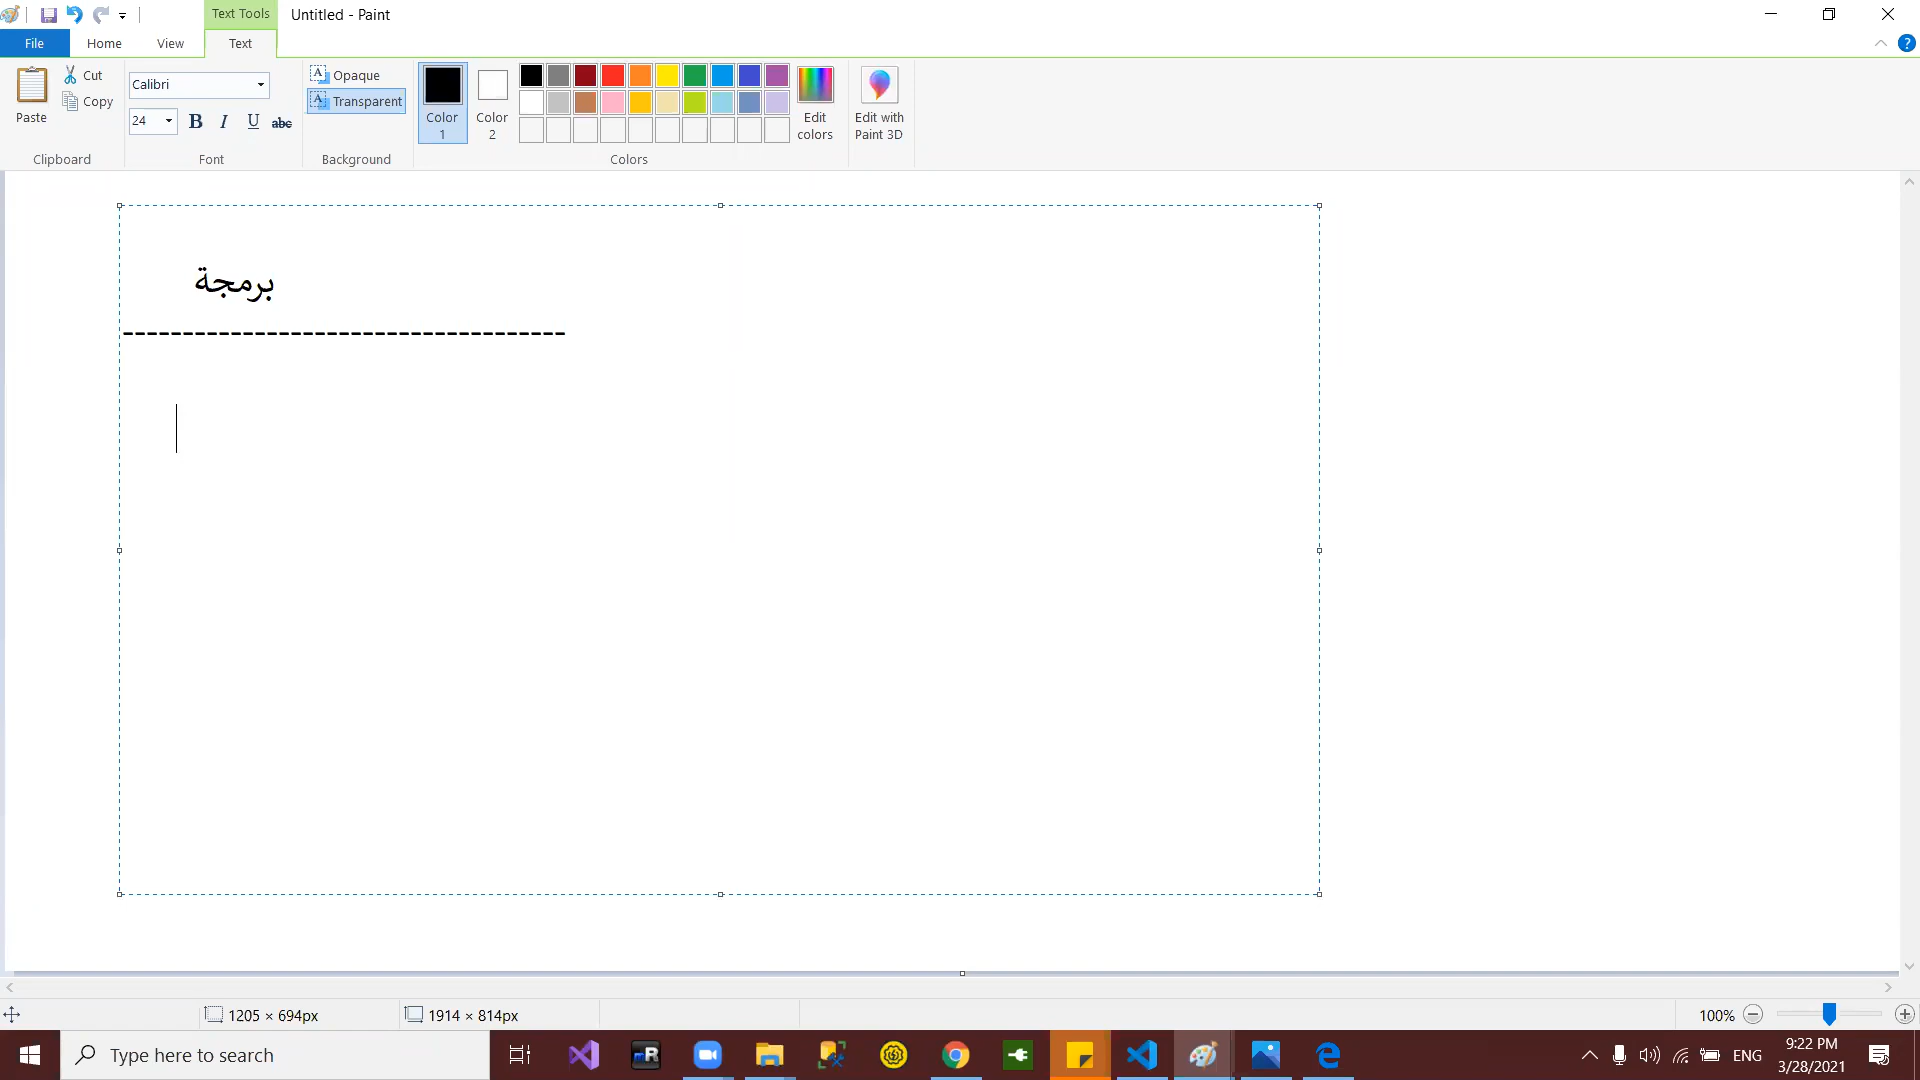 Text Tools
Untitled - Paint
File
Home
View
Text
Paste
Cut
Copy
Clipboard
Calibri
24
B I U abc
Font
Opaque
Transparent
Background
Color 1
Color 2
Edit colors
Colors
Edit with Paint 3D
برمجة
-------------------------------------
1205 × 694px
1914 × 814px
100%
Type here to search
ENG
9:22 PM
3/28/2021